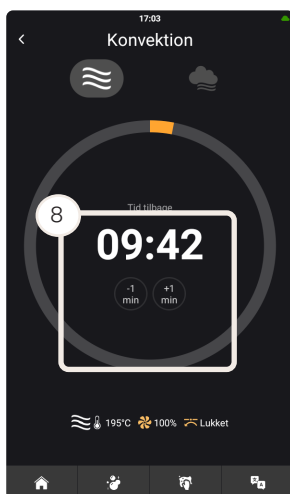 17:03
Konvektion
Tid tilbage
8
09:42
-1 min
+1 min
195°C 100% Lukket